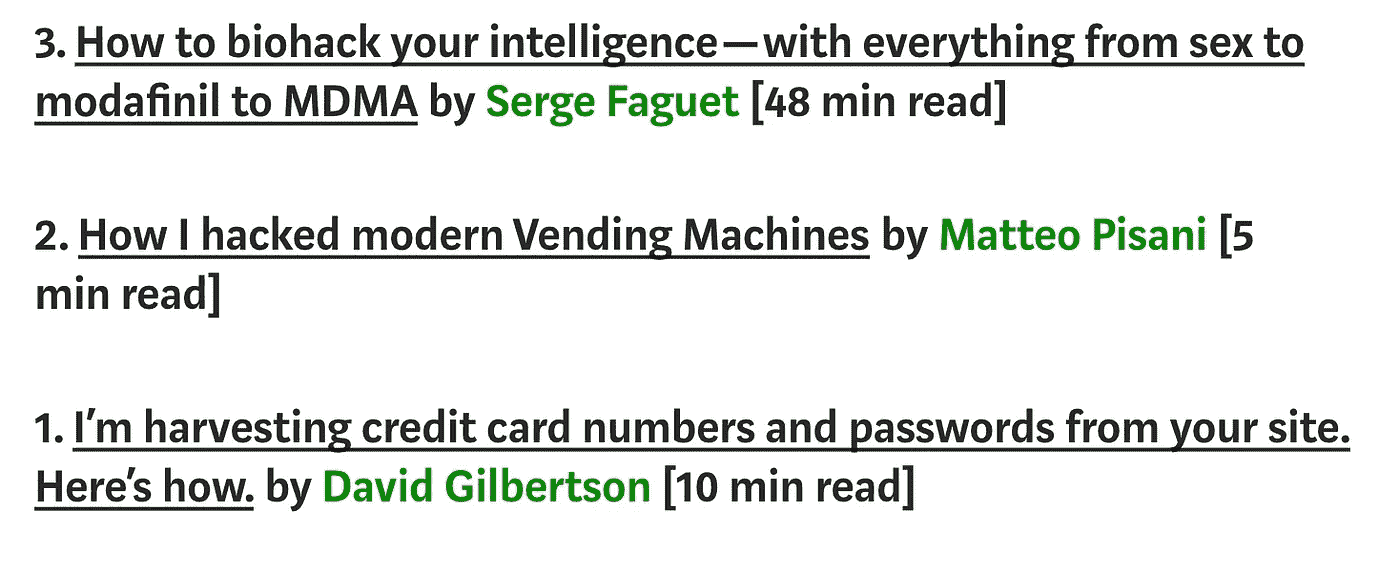 3. How to biohack your intelligence—with everything from sex to
modafinil to MDMA by Serge Faguet [48 min read]
2. How I hacked modern Vending Machines by Matteo Pisani [5
min read]
1. I’m harvesting credit card numbers and passwords from your site.
Here’s how. by David Gilbertson [10 min read]